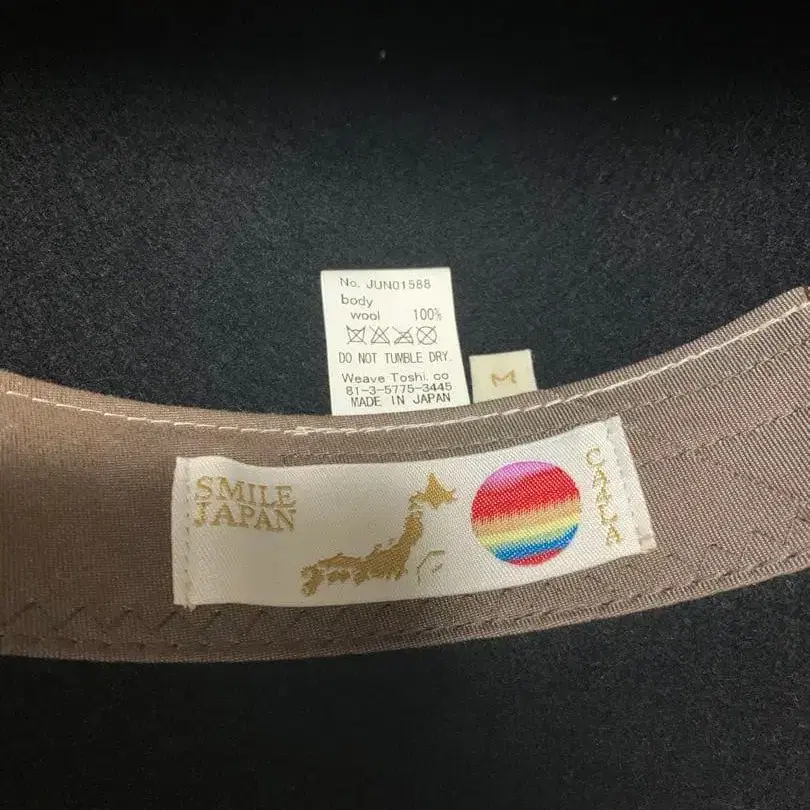 No. JUN01588
body
wool 100%
DO NOT TUMBLE DRY.
Weave Toshi. co
81-3-5775-3445
MADE IN JAPAN
M
SMILE
JAPAN
CA4LA